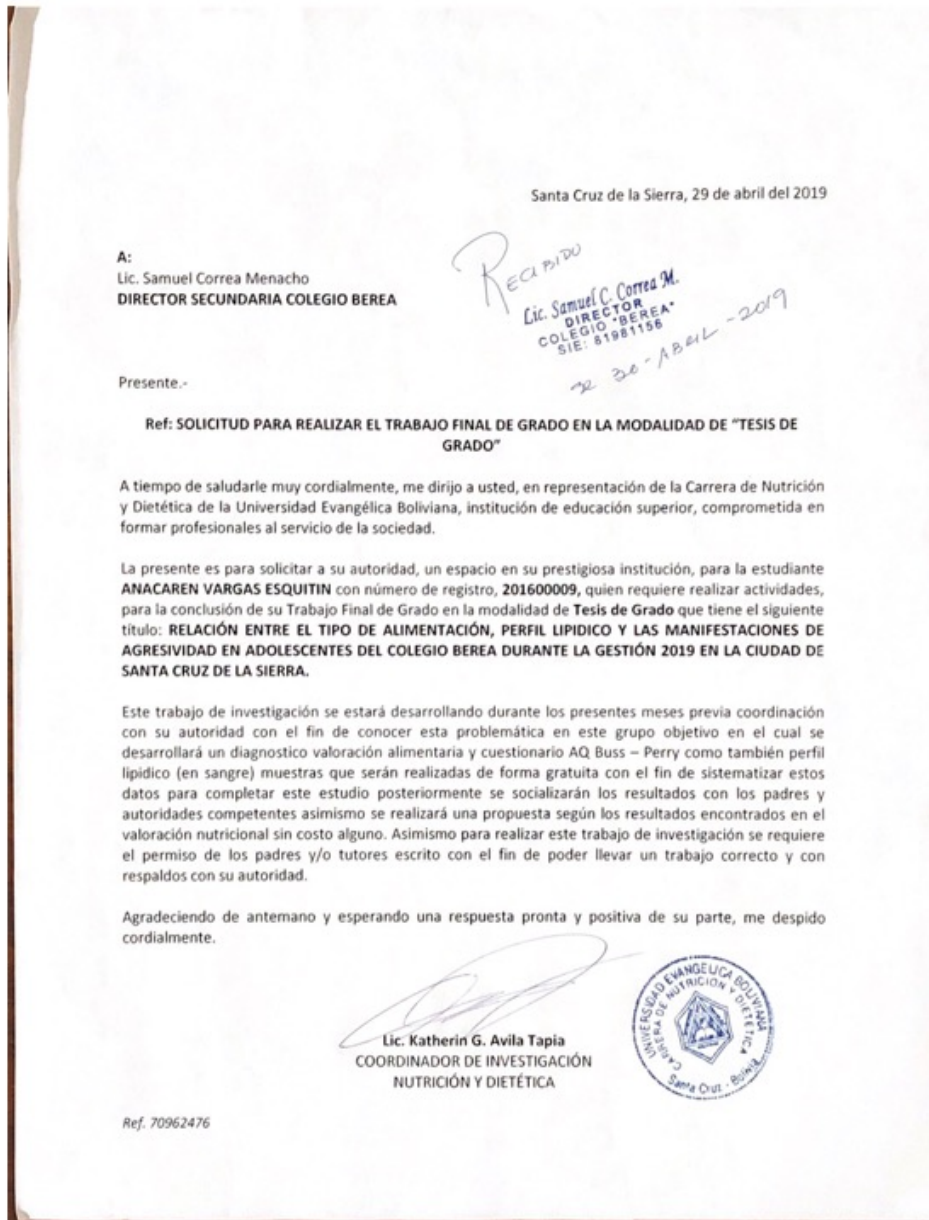 Santa Cruz de la Sierra, 29 de abril del 2019
A:
Lic. Samuel Correa Menacho
DIRECTOR SECUNDARIA COLEGIO BEREA
RECIBIDO
Lic. Samuel C. Correa M.
DIRECTOR
COLEGIO "BEREA"
SIE: 81981156
30-ABRIL-2019
Presente.-
Ref: SOLICITUD PARA REALIZAR EL TRABAJO FINAL DE GRADO EN LA MODALIDAD DE "TESIS DE
GRADO"
A tiempo de saludarle muy cordialmente, me dirijo a usted, en representación de la Carrera de Nutrición
y Dietética de la Universidad Evangélica Boliviana, institución de educación superior, comprometida en
formar profesionales al servicio de la sociedad.
La presente es para solicitar a su autoridad, un espacio en su prestigiosa institución, para la estudiante
ANACAREN VARGAS ESQUITIN con número de registro, 201600009, quien requiere realizar actividades,
para la conclusión de su Trabajo Final de Grado en la modalidad de Tesis de Grado que tiene el siguiente
título: RELACIÓN ENTRE EL TIPO DE ALIMENTACIÓN, PERFIL LIPIDICO Y LAS MANIFESTACIONES DE
AGRESIVIDAD EN ADOLESCENTES DEL COLEGIO BEREA DURANTE LA GESTIÓN 2019 EN LA CIUDAD DE
SANTA CRUZ DE LA SIERRA.
Este trabajo de investigación se estará desarrollando durante los presentes meses previa coordinación
con su autoridad con el fin de conocer esta problemática en este grupo objetivo en el cual se
desarrollará un diagnostico valoración alimentaria y cuestionario AQ Buss – Perry como también perfil
lipidico (en sangre) muestras que serán realizadas de forma gratuita con el fin de sistematizar estos
datos para completar este estudio posteriormente se socializarán los resultados con los padres y
autoridades competentes asimismo se realizará una propuesta según los resultados encontrados en el
valoración nutricional sin costo alguno. Asimismo para realizar este trabajo de investigación se requiere
el permiso de los padres y/o tutores escrito con el fin de poder llevar un trabajo correcto y con
respaldos con su autoridad.
Agradeciendo de antemano y esperando una respuesta pronta y positiva de su parte, me despido
cordialmente.
Lic. Katherin G. Avila Tapia
COORDINADOR DE INVESTIGACIÓN
NUTRICIÓN Y DIETÉTICA
UNIVERSIDAD EVANGELICA BOLIVIANA
CARRERA DE NUTRICION Y DIETETICA
Santa Cruz - Bolivia
Ref. 70962476